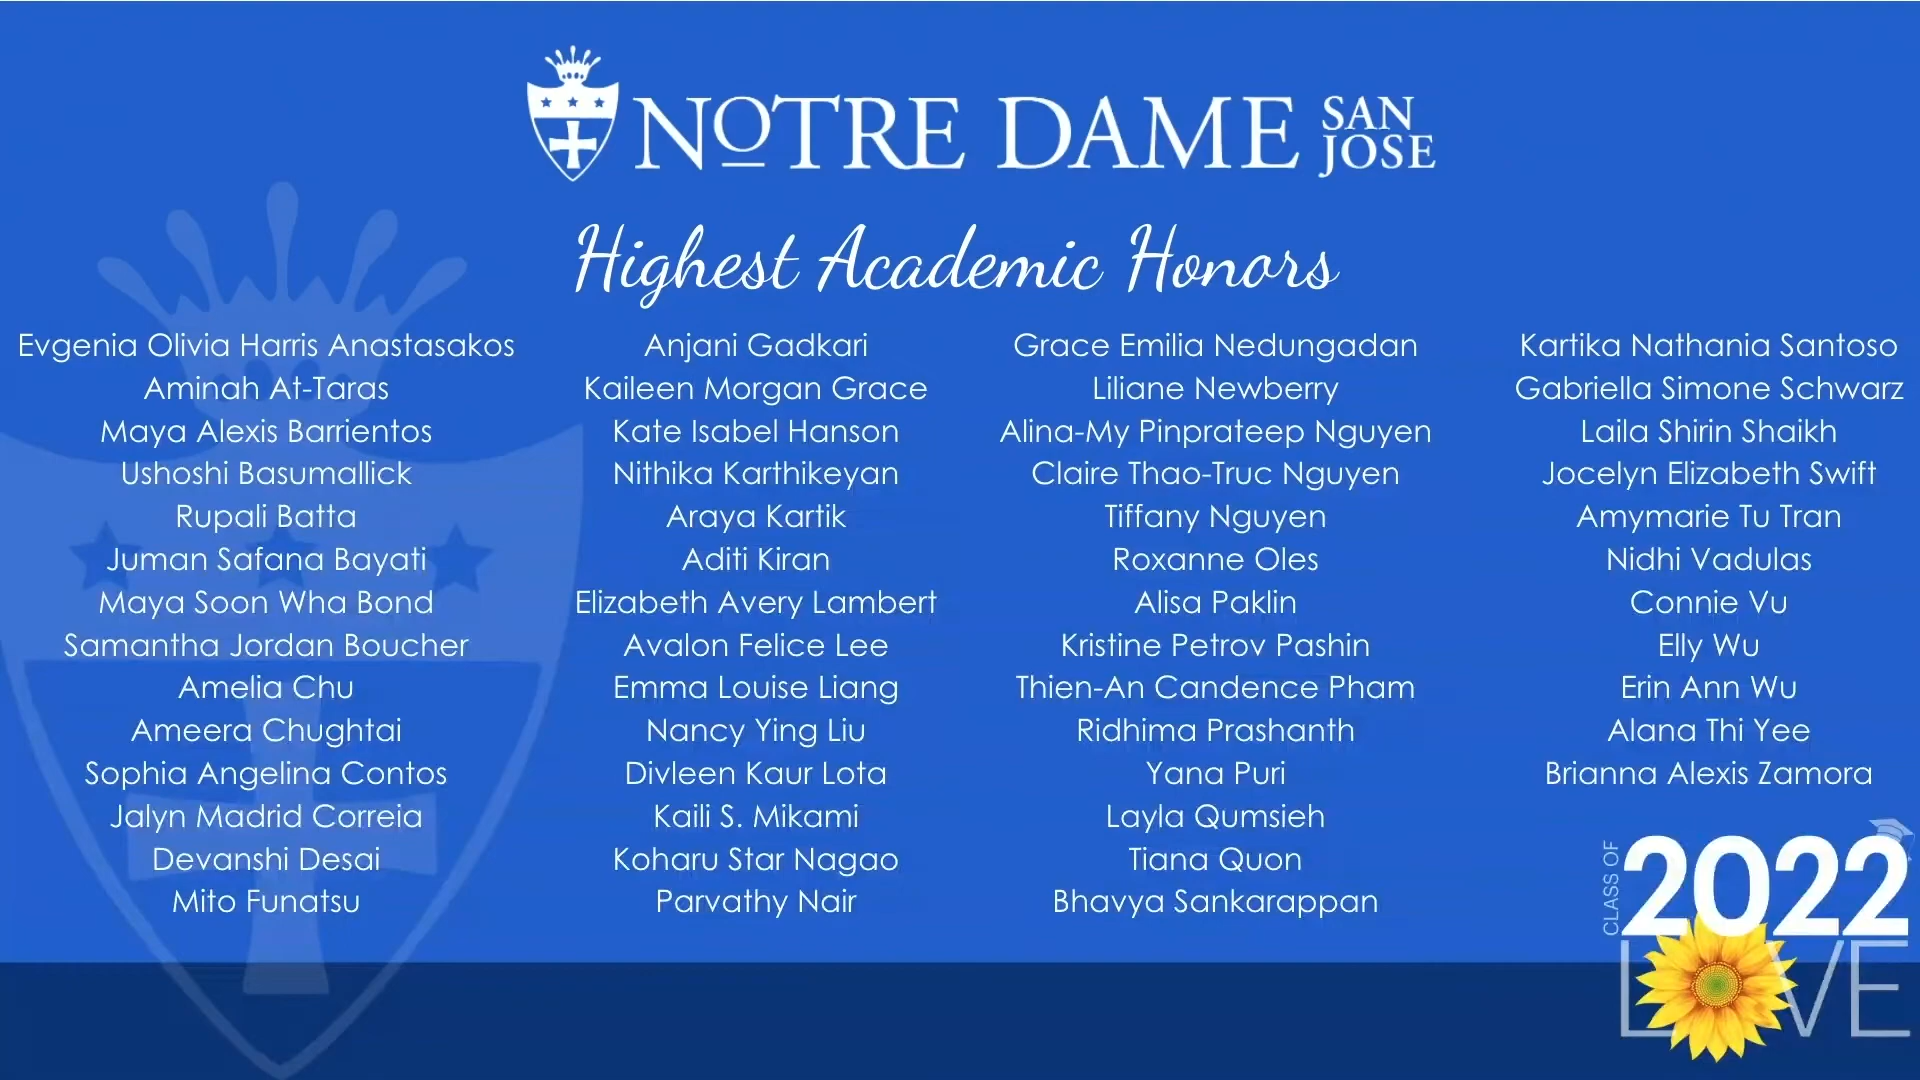 NOTRE DAME SAN JOSE
Highest Academic Honors
Evgenia Olivia Harris Anastasakos
Aminah At-Taras
Maya Alexis Barrientos
Ushoshi Basumallick
Rupali Batta
Juman Safana Bayati
Maya Soon Wha Bond
Samantha Jordan Boucher
Amelia Chu
Ameera Chughtai
Sophia Angelina Contos
Jalyn Madrid Correia
Devanshi Desai
Mito Funatsu
Anjani Gadkari
Kaileen Morgan Grace
Kate Isabel Hanson
Nithika Karthikeyan
Araya Kartik
Aditi Kiran
Elizabeth Avery Lambert
Avalon Felice Lee
Emma Louise Liang
Nancy Ying Liu
Divleen Kaur Lota
Kaili S. Mikami
Koharu Star Nagao
Parvathy Nair
Grace Emilia Nedungadan
Liliane Newberry
Alina-My Pinprateep Nguyen
Claire Thao-Truc Nguyen
Tiffany Nguyen
Roxanne Oles
Alisa Paklin
Kristine Petrov Pashin
Thien-An Candence Pham
Ridhima Prashanth
Yana Puri
Layla Qumsieh
Tiana Quon
Bhavya Sankarappan
Kartika Nathania Santoso
Gabriella Simone Schwarz
Laila Shirin Shaikh
Jocelyn Elizabeth Swift
Amymarie Tu Tran
Nidhi Vadulas
Connie Vu
Elly Wu
Erin Ann Wu
Alana Thi Yee
Brianna Alexis Zamora
CLASS OF 2022
LOVE